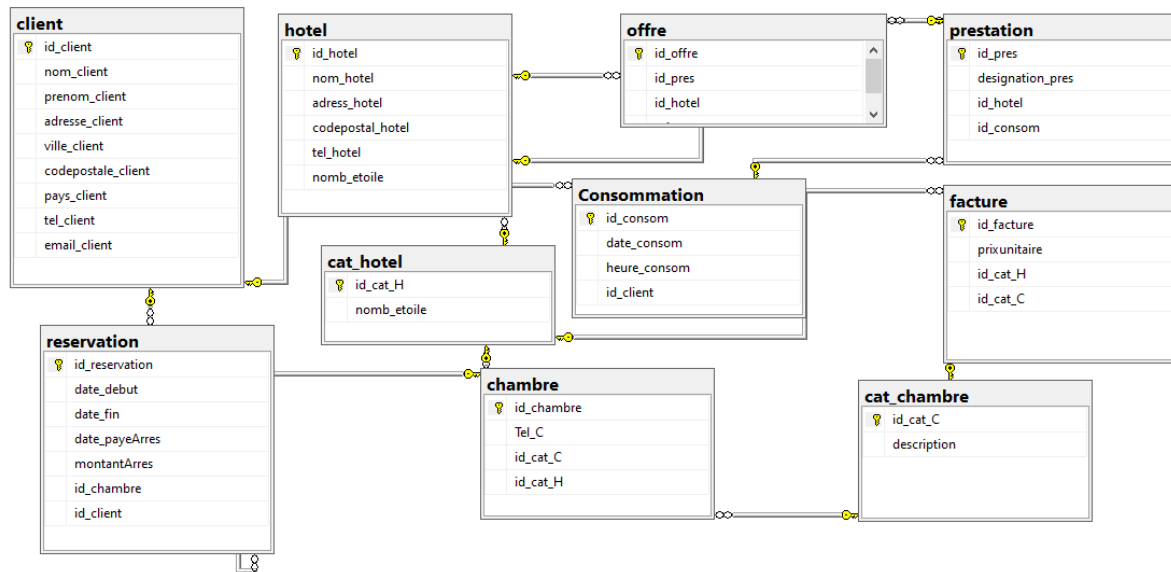 client
id_client
nom_client
prenom_client
adresse_client
ville_client
codepostale_client
pays_client
tel_client
email_client
hotel
id_hotel
nom_hotel
adress_hotel
codepostal_hotel
tel_hotel
nomb_etoile
offre
id_offre
id_pres
id_hotel
prestation
id_pres
designation_pres
id_hotel
id_consom
Consommation
id_consom
date_consom
heure_consom
id_client
facture
id_facture
prixunitaire
id_cat_H
id_cat_C
cat_hotel
id_cat_H
nomb_etoile
reservation
id_reservation
date_debut
date_fin
date_payeArres
montantArres
id_chambre
id_client
chambre
id_chambre
Tel_C
id_cat_C
id_cat_H
cat_chambre
id_cat_C
description